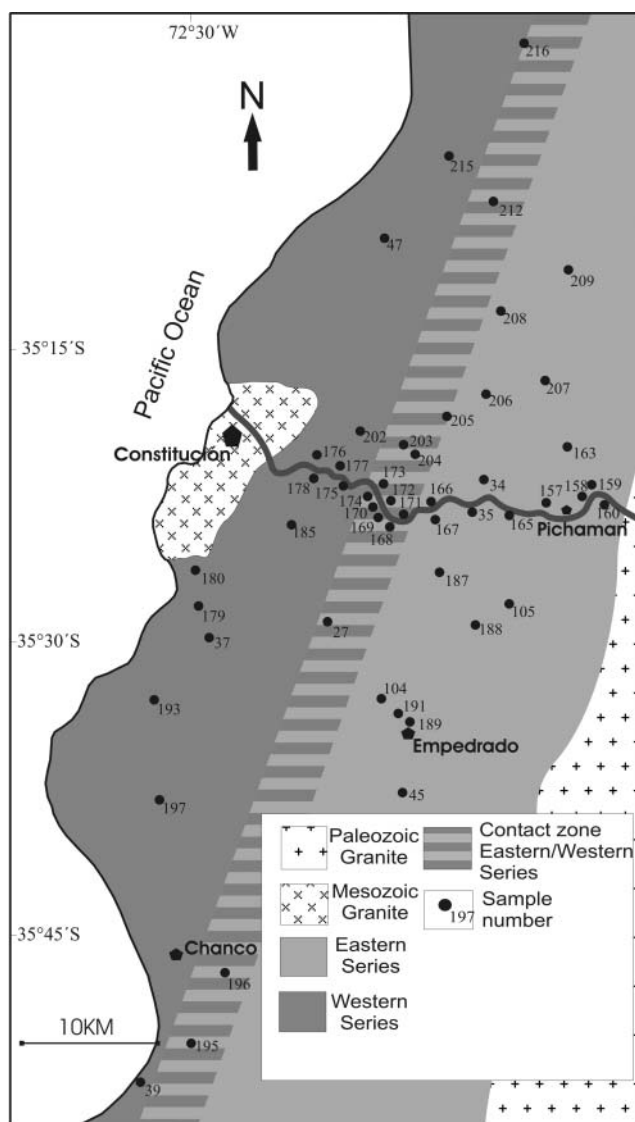 72°30'W
216
N
215
212
47
209
Pacific Ocean
208
35°15'S
207
206
205
202
203
Constitución
176
204
163
177
178
173
34
159
175
174
172
166
157
158
170
171
160
185
169
167
35
165
Pichaman
168
180
187
179
105
27
188
35°30'S
37
104
193
191
189
Empedrado
45
197
Paleozoic
Granite
Contact zone
Eastern/Western
Series
Mesozoic
Granite
197
Sample
number
35°45'S
Chanco
Eastern
Series
196
Western
Series
10KM
195
39